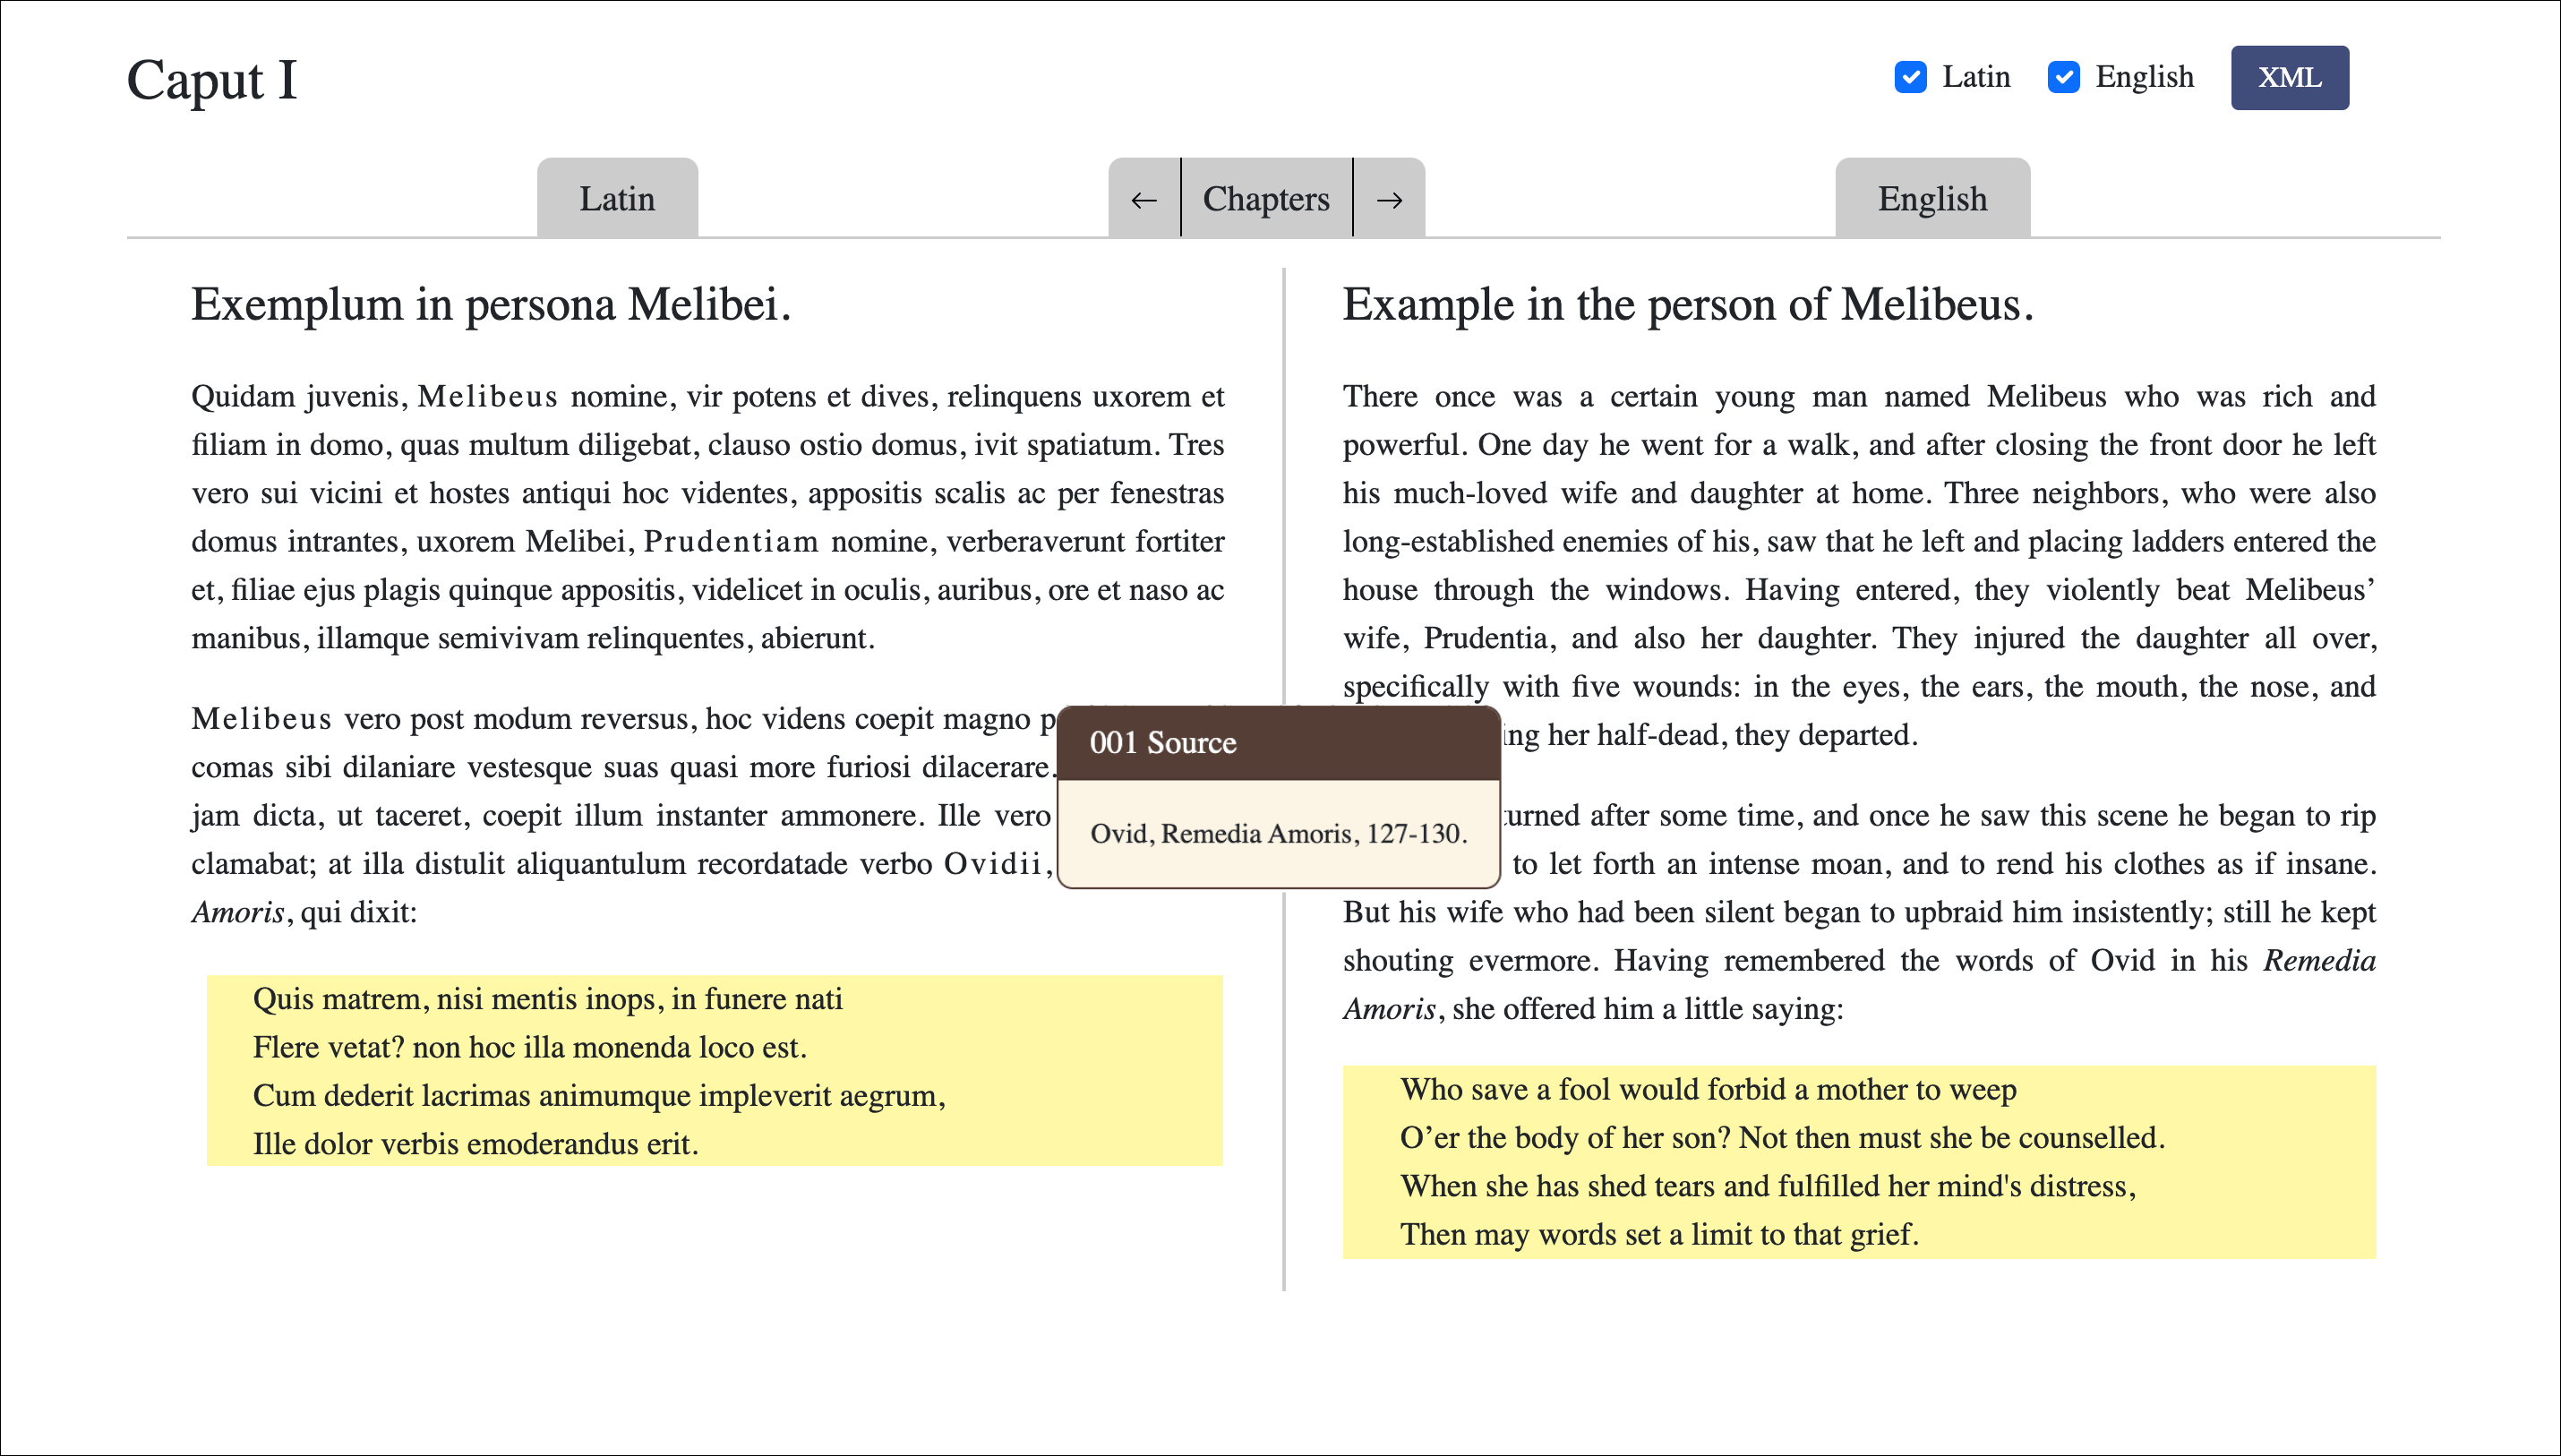 Caput I
Latin English XML
Latin
← Chapters →
English
Exemplum in persona Melibei.
Quidam juvenis, Melibeus nomine, vir potens et dives, relinquens uxorem et
filiam in domo, quas multum diligebat, clauso ostio domus, ivit spatiatum. Tres
vero sui vicini et hostes antiqui hoc videntes, appositis scalis ac per fenestras
domus intrantes, uxorem Melibei, Prudentiam nomine, verberaverunt fortiter
et, filiae ejus plagis quinque appositis, videlicet in oculis, auribus, ore et naso ac
manibus, illamque semivivam relinquentes, abierunt.
Melibeus vero post modum reversus, hoc videns coepit magno
comas sibi dilaniare vestesque suas quasi more furiosi dilacerare.
jam dicta, ut taceret, coepit illum instanter ammonere. Ille vero
clamabat; at illa distulit aliquantulum recordatade verbo Ovidii,
Amoris, qui dixit:
Quis matrem, nisi mentis inops, in funere nati
Flere vetat? non hoc illa monenda loco est.
Cum dederit lacrimas animumque impleverit aegrum,
Ille dolor verbis emoderandus erit.
001 Source
Ovid, Remedia Amoris, 127-130.
Example in the person of Melibeus.
There once was a certain young man named Melibeus who was rich and
powerful. One day he went for a walk, and after closing the front door he left
his much-loved wife and daughter at home. Three neighbors, who were also
long-established enemies of his, saw that he left and placing ladders entered the
house through the windows. Having entered, they violently beat Melibeus’
wife, Prudentia, and also her daughter. They injured the daughter all over,
specifically with five wounds: in the eyes, the ears, the mouth, the nose, and
her half-dead, they departed.
after some time, and once he saw this scene he began to rip
to let forth an intense moan, and to rend his clothes as if insane.
But his wife who had been silent began to upbraid him insistently; still he kept
shouting evermore. Having remembered the words of Ovid in his Remedia
Amoris, she offered him a little saying:
Who save a fool would forbid a mother to weep
O’er the body of her son? Not then must she be counselled.
When she has shed tears and fulfilled her mind's distress,
Then may words set a limit to that grief.